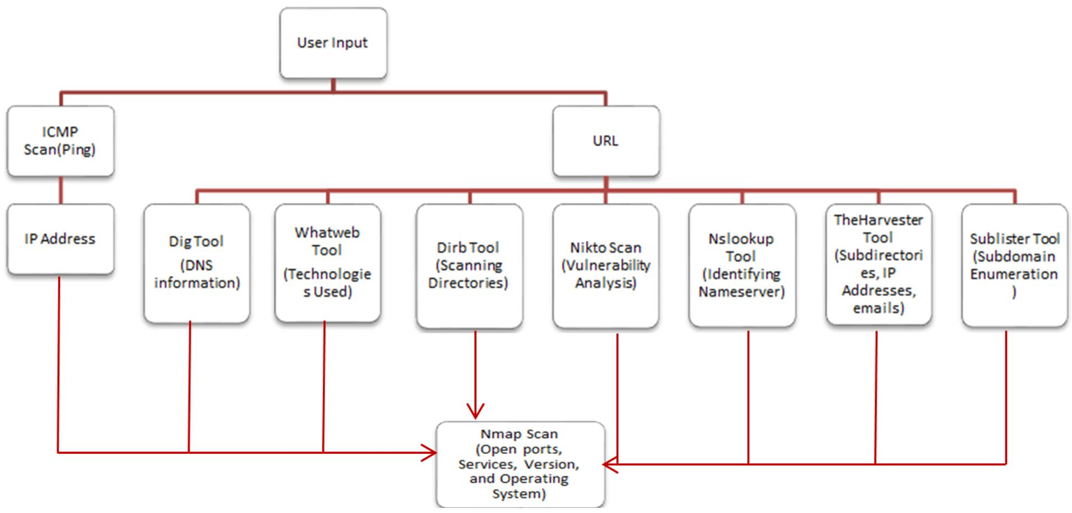 User Input
ICMP
Scan(Ping)
URL
IP Address
Dig Tool
(DNS
information)
Whatweb
Tool
(Technologie
s Used)
Dirb Tool
(Scanning
Directories)
Nikto Scan
(Vulnerability
Analysis)
Nslookup
Tool
(Identifying
Nameserver)
TheHarvester
Tool
(Subdirectori
es, IP
Addresses,
emails)
Sublister Tool
(Subdomain
Enumeration
)
Nmap Scan
(Open ports,
Services, Version,
and Operating
System)